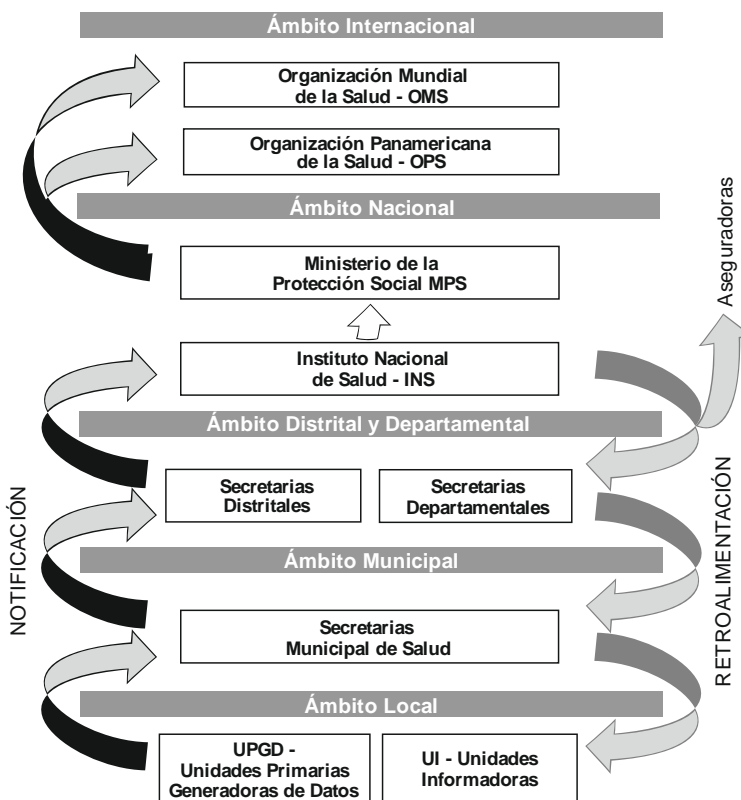 Ámbito Internacional
Organización Mundial
de la Salud - OMS
Organización Panamericana
de la Salud - OPS
Ámbito Nacional
Ministerio de la
Protección Social MPS
Aseguradoras
Instituto Nacional
de Salud - INS
Ámbito Distrital y Departamental
Secretarias
Distritales
Secretarias
Departamentales
NOTIFICACIÓN
RETROALIMENTACIÓN
Ámbito Municipal
Secretarias
Municipal de Salud
Ámbito Local
UPGD -
Unidades Primarias
Generadoras de Datos
UI - Unidades
Informadoras